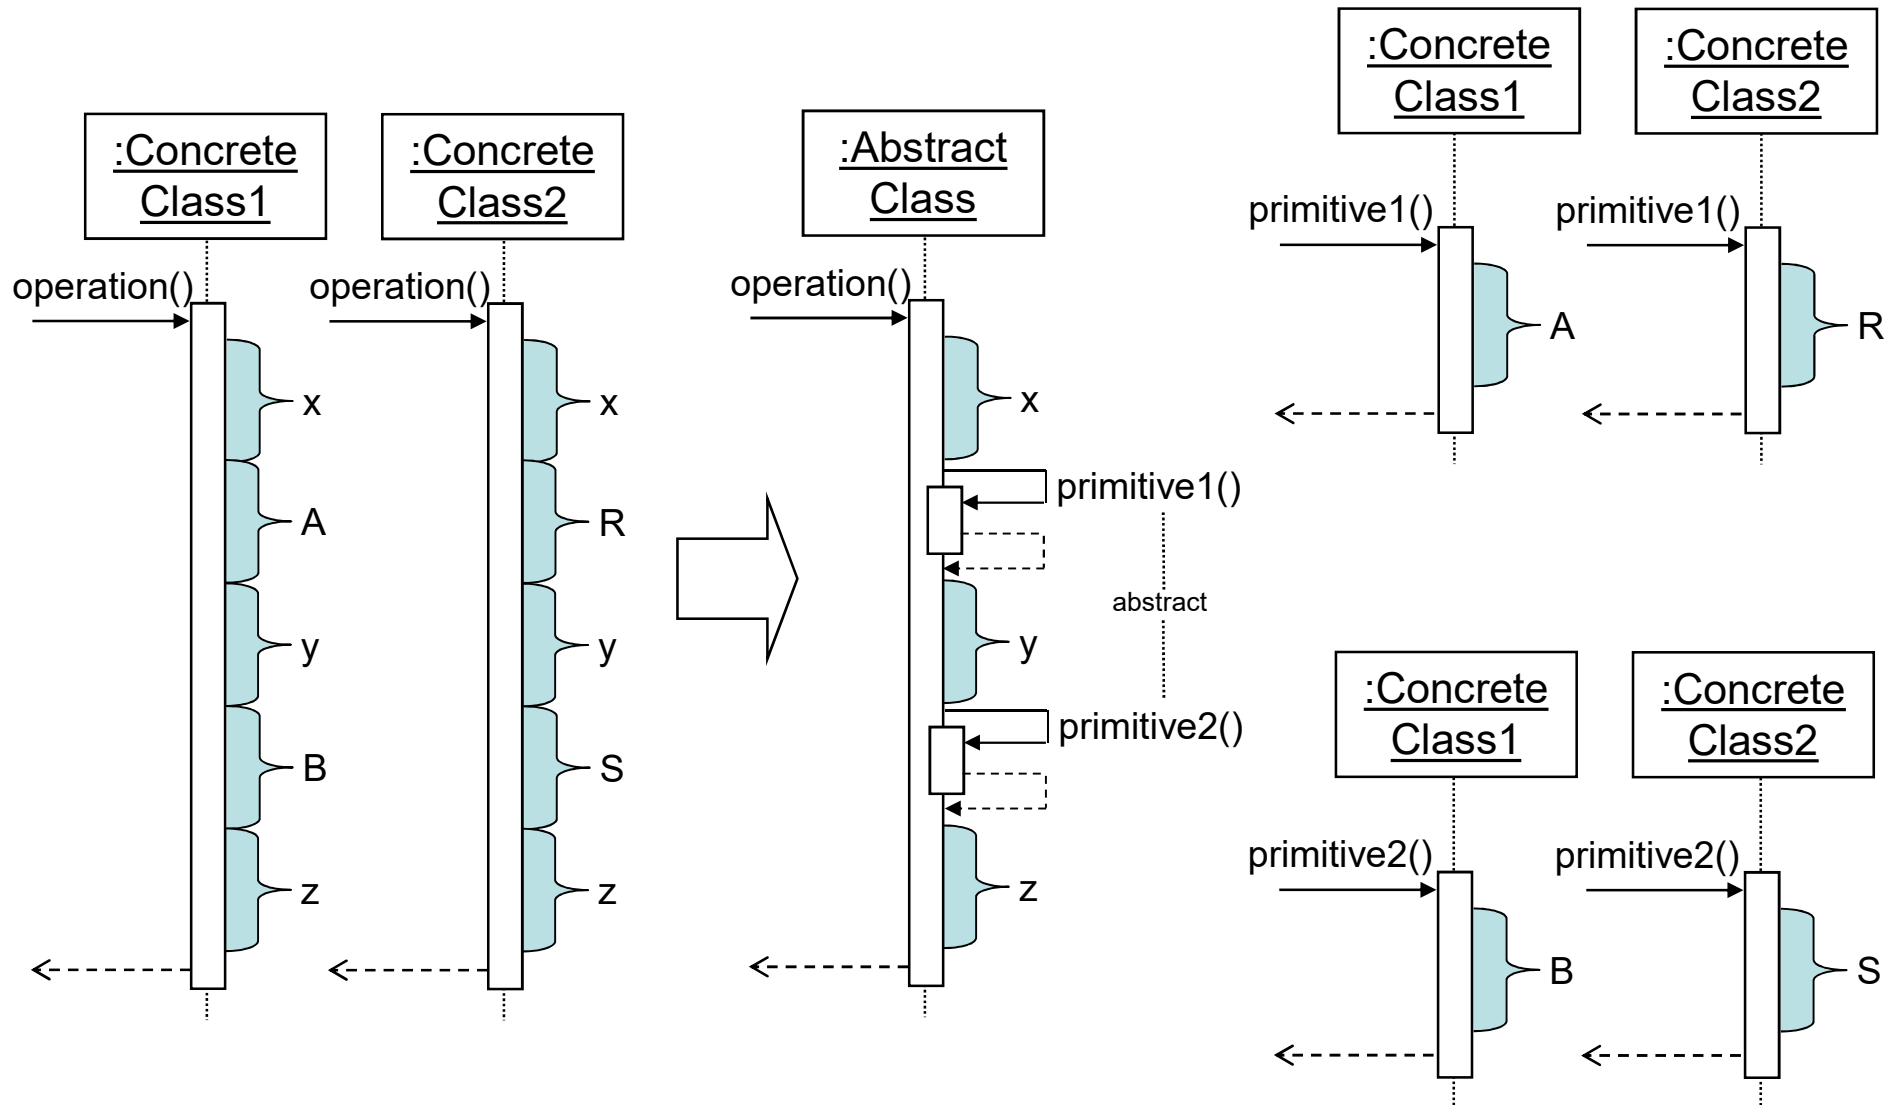 :Concrete
Class1
operation()
x
A
y
B
z
:Concrete
Class2
operation()
x
R
y
S
z
:Abstract
Class
operation()
x
primitive1()
abstract
y
primitive2()
z
:Concrete
Class1
primitive1()
A
:Concrete
Class2
primitive1()
R
:Concrete
Class1
primitive2()
B
:Concrete
Class2
primitive2()
S